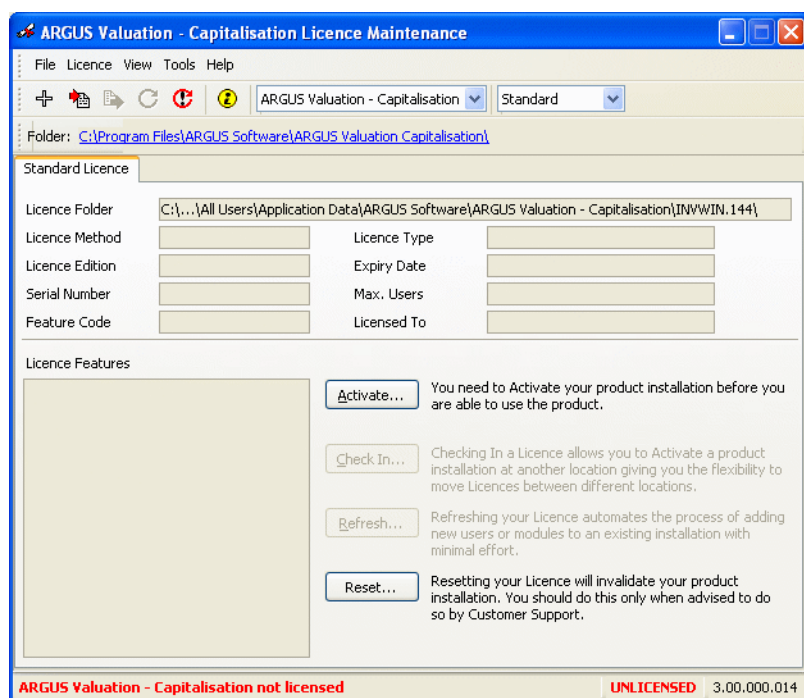 ARGUS Valuation - Capitalisation Licence Maintenance
File Licence View Tools Help
ARGUS Valuation - Capitalisation Standard
Folder: C:\Program Files\ARGUS Software\ARGUS Valuation Capitalisation\
Standard Licence
Licence Folder C:\...\All Users\Application Data\ARGUS Software\ARGUS Valuation - Capitalisation\INVWIN.144\
Licence Method Licence Type
Licence Edition Expiry Date
Serial Number Max. Users
Feature Code Licensed To
Licence Features
Activate... You need to Activate your product installation before you
are able to use the product.
Check In... Checking In a Licence allows you to Activate a product
installation at another location giving you the flexibility to
move Licences between different locations.
Refresh... Refreshing your Licence automates the process of adding
new users or modules to an existing installation with
minimal effort.
Reset... Resetting your Licence will invalidate your product
installation. You should do this only when advised to do
so by Customer Support.
ARGUS Valuation - Capitalisation not licensed UNLICENSED 3.00.000.014